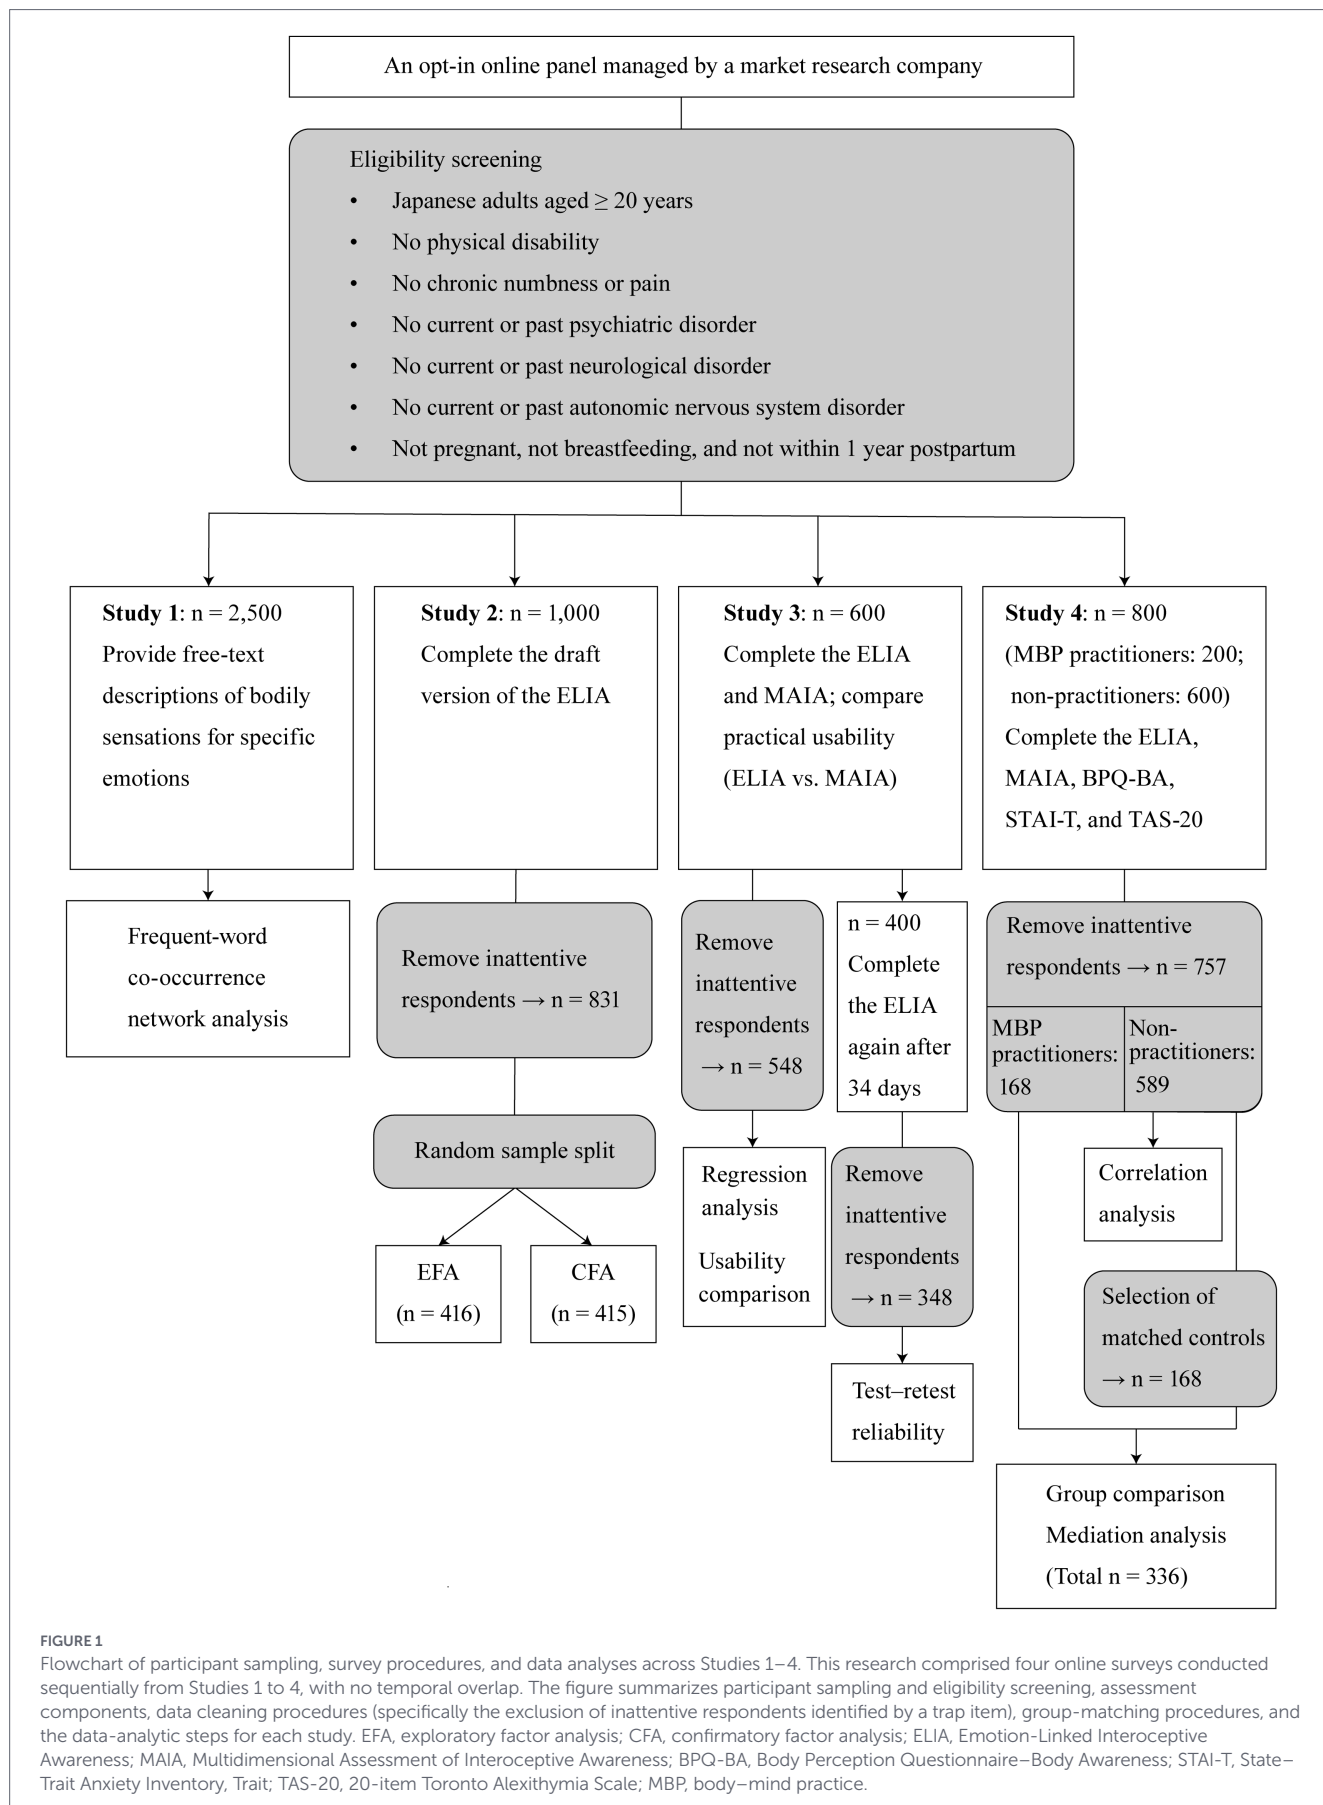 An opt-in online panel managed by a market research company
Eligibility screening
• Japanese adults aged ≥ 20 years
• No physical disability
• No chronic numbness or pain
• No current or past psychiatric disorder
• No current or past neurological disorder
• No current or past autonomic nervous system disorder
• Not pregnant, not breastfeeding, and not within 1 year postpartum
Study 1: n = 2,500
Provide free-text
descriptions of bodily
sensations for specific
emotions
Frequent-word
co-occurrence
network analysis
Study 2: n = 1,000
Complete the draft
version of the ELIA
Remove inattentive
respondents → n = 831
Random sample split
EFA
(n = 416)
CFA
(n = 415)
Study 3: n = 600
Complete the ELIA
and MAIA; compare
practical usability
(ELIA vs. MAIA)
Remove
inattentive
respondents
→ n = 548
Regression
analysis
Usability
comparison
n = 400
Complete
the ELIA
again after
34 days
Remove
inattentive
respondents
→ n = 348
Test–retest
reliability
Study 4: n = 800
(MBP practitioners: 200;
non-practitioners: 600)
Complete the ELIA,
MAIA, BPQ-BA,
STAI-T, and TAS-20
Remove inattentive
respondents → n = 757
MBP
practitioners:
168
Non-
practitioners:
589
Correlation
analysis
Selection of
matched controls
→ n = 168
Group comparison
Mediation analysis
(Total n = 336)
FIGURE 1
Flowchart of participant sampling, survey procedures, and data analyses across Studies 1–4. This research comprised four online surveys conducted
sequentially from Studies 1 to 4, with no temporal overlap. The figure summarizes participant sampling and eligibility screening, assessment
components, data cleaning procedures (specifically the exclusion of inattentive respondents identified by a trap item), group-matching procedures, and
the data-analytic steps for each study. EFA, exploratory factor analysis; CFA, confirmatory factor analysis; ELIA, Emotion-Linked Interoceptive
Awareness; MAIA, Multidimensional Assessment of Interoceptive Awareness; BPQ-BA, Body Perception Questionnaire–Body Awareness; STAI-T, State–
Trait Anxiety Inventory, Trait; TAS-20, 20-item Toronto Alexithymia Scale; MBP, body–mind practice.